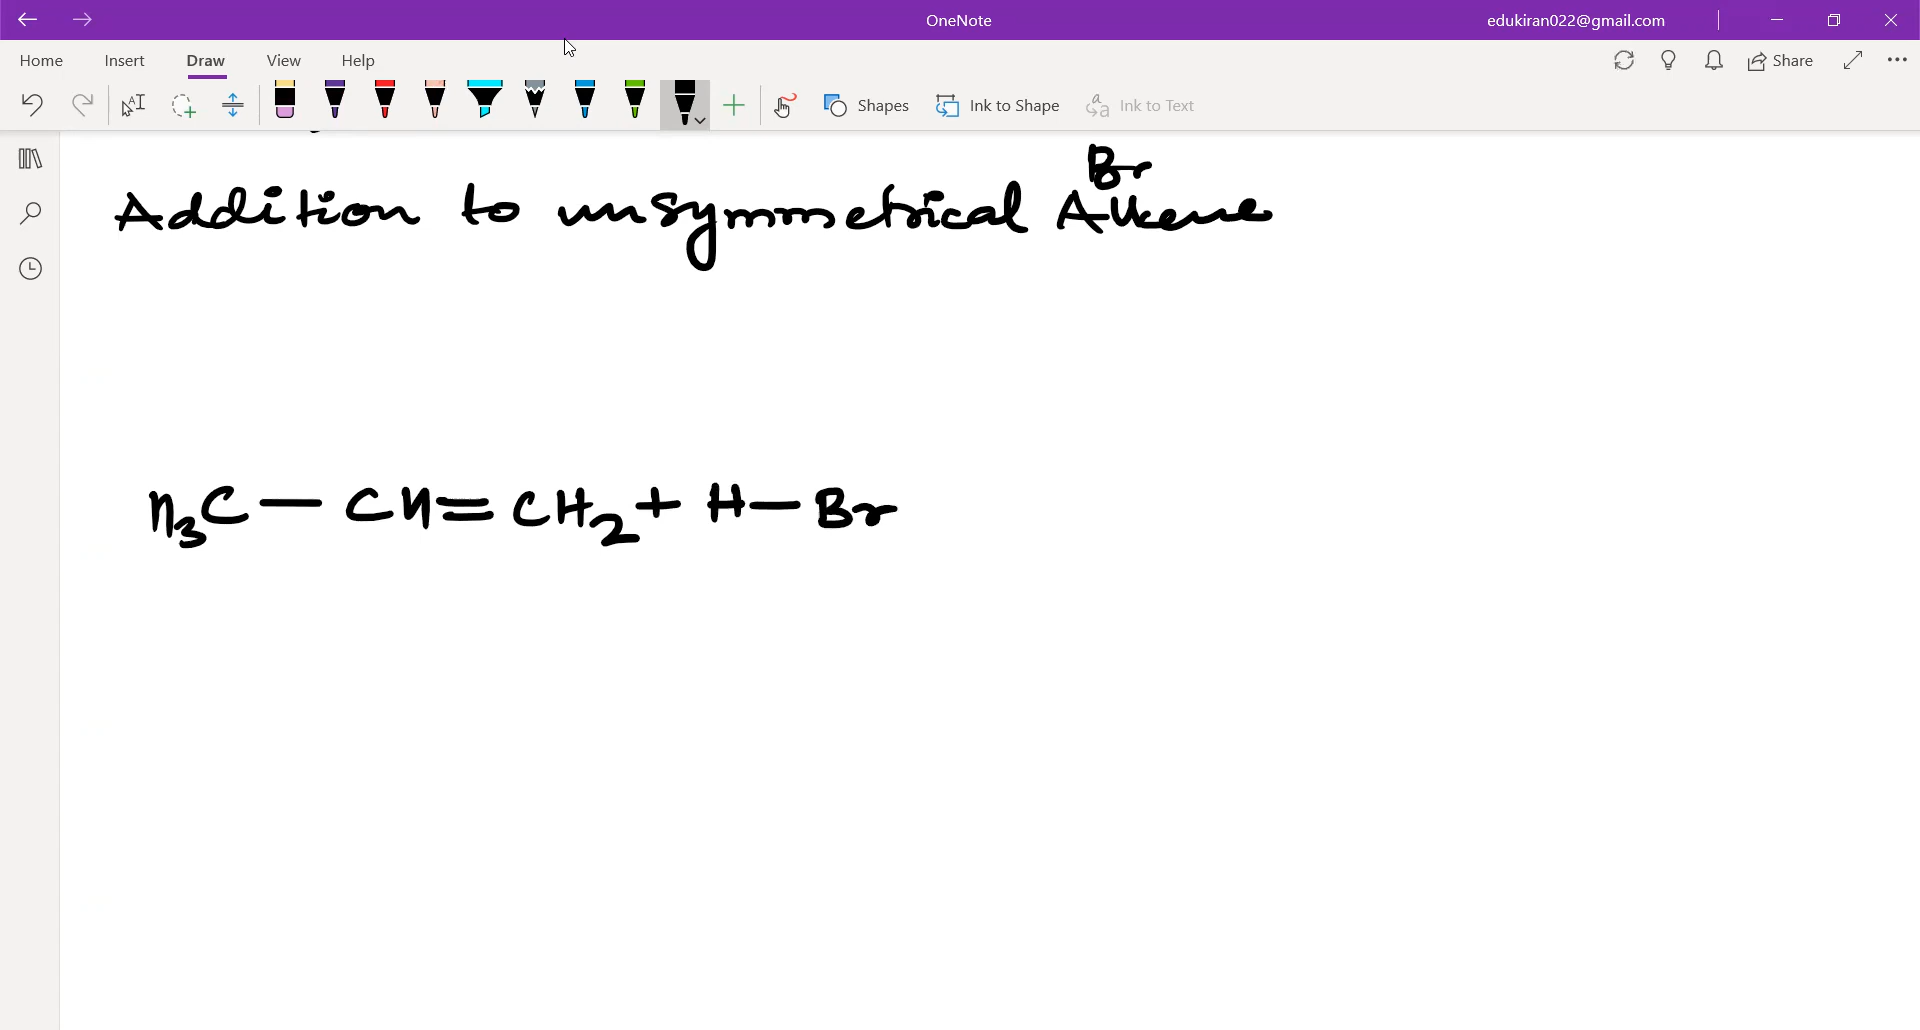 OneNote
edukiran022@gmail.com
Home Insert Draw View Help
Share
Shapes Ink to Shape Ink to Text
Br
Addition to unsymmetrical Alkene
H₃C — CH = CH₂ + H — Br